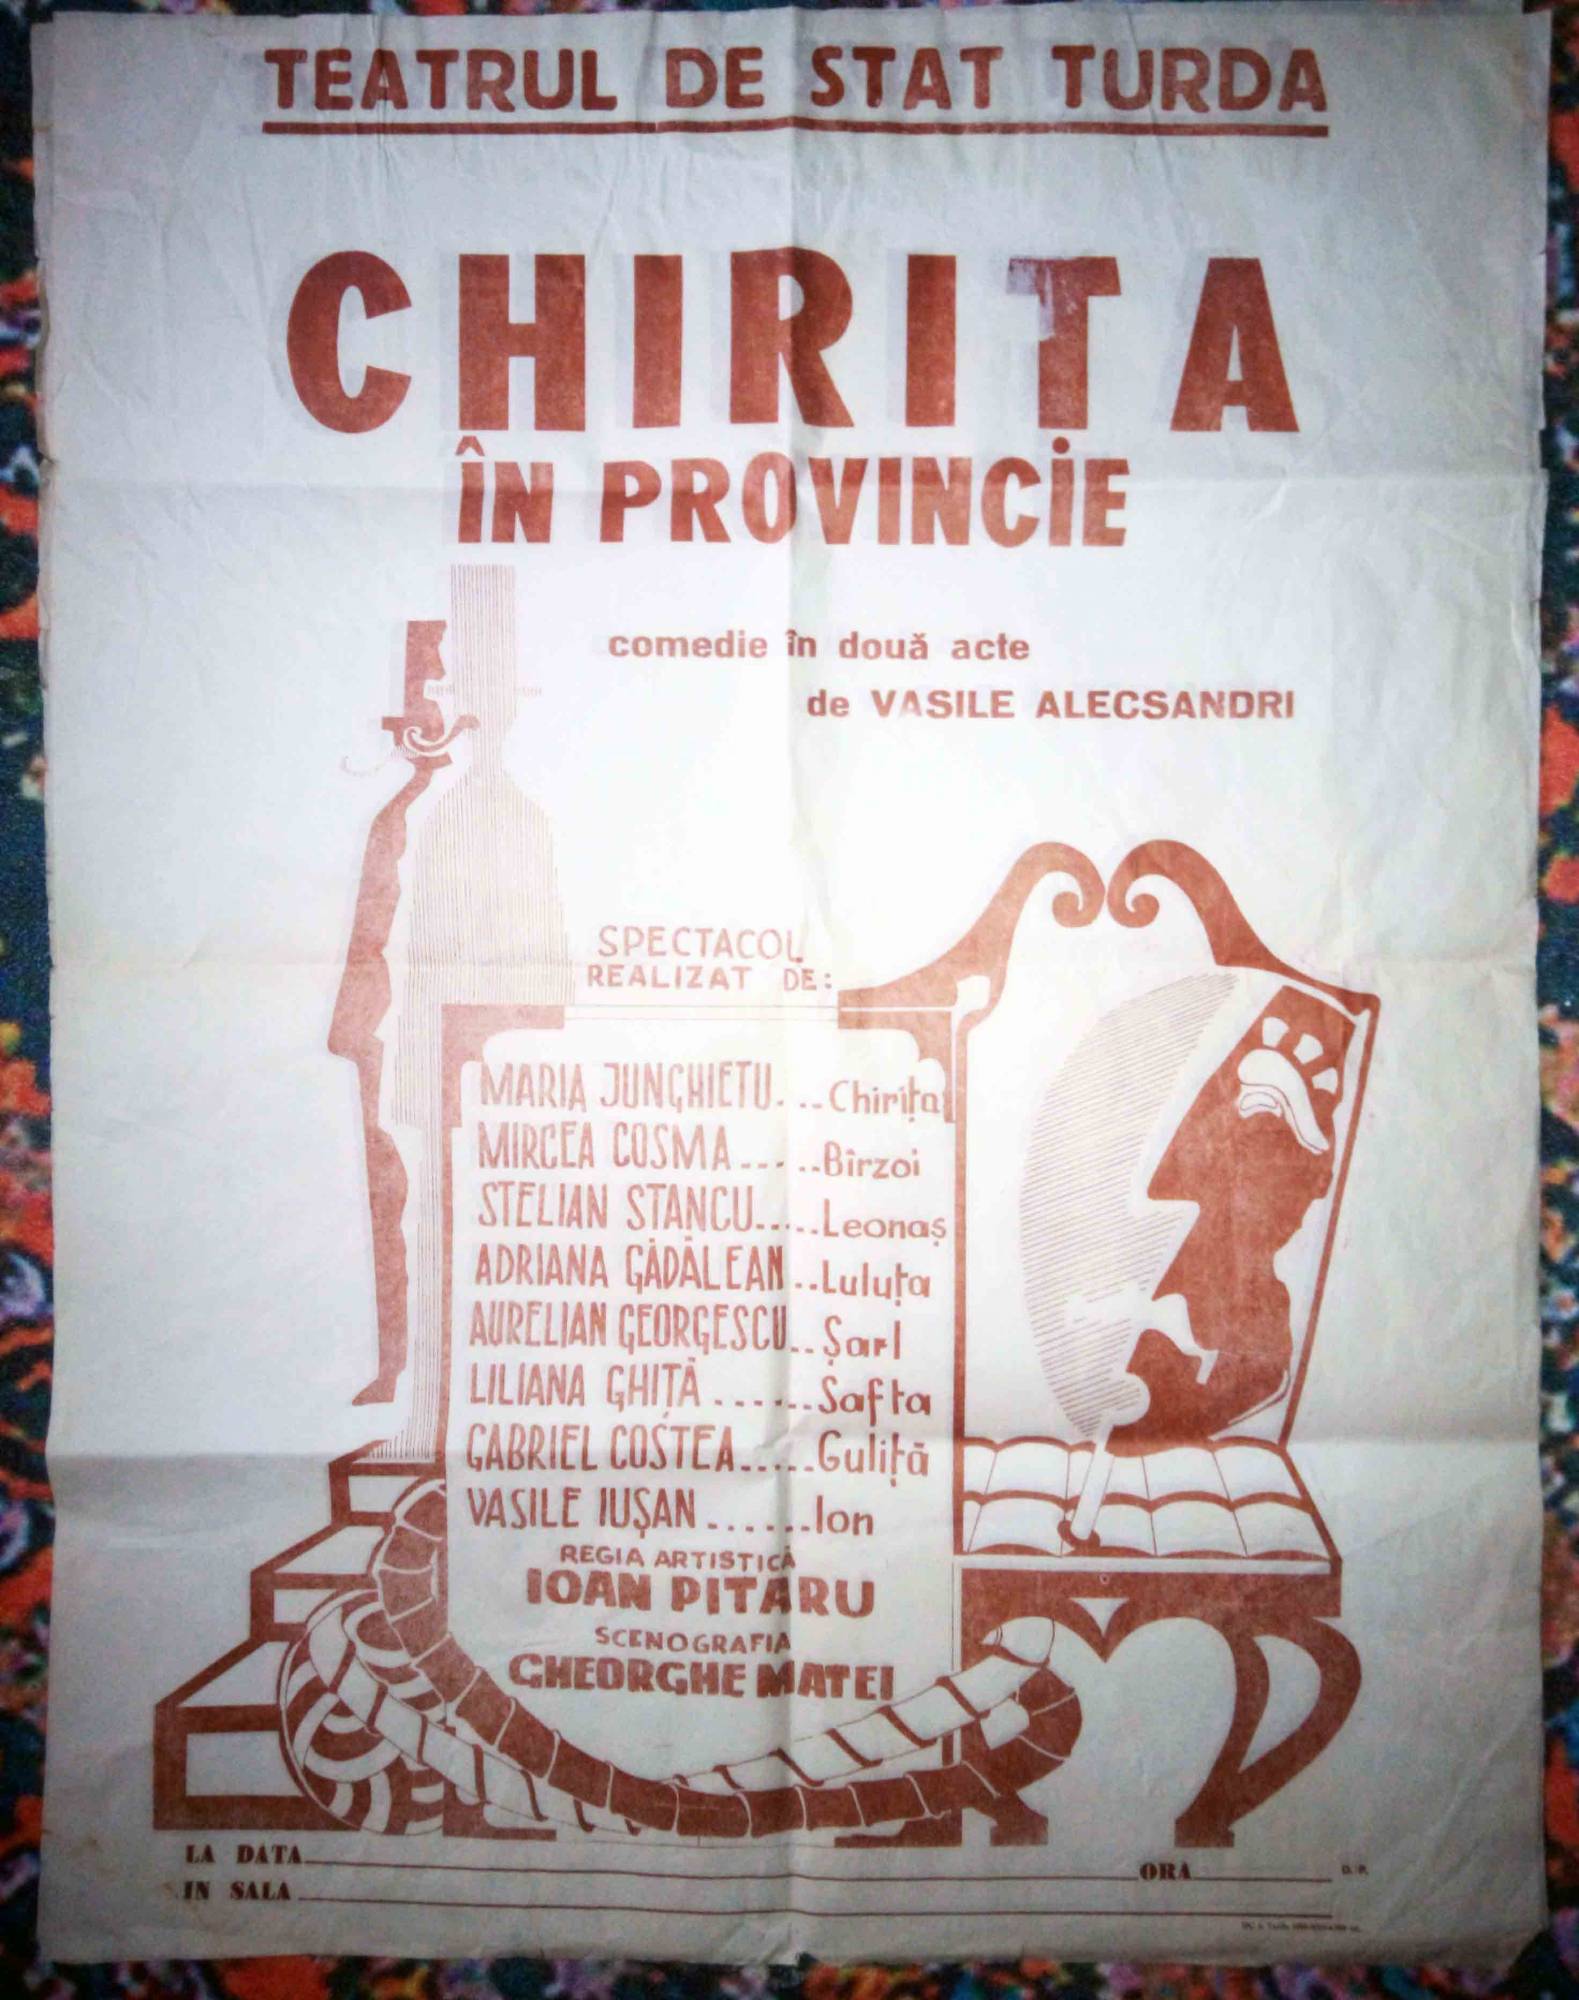 TEATRUL DE STAT TURDA
CHIRITA
ÎN PROVINCIE
comedie în două acte
de VASILE ALECSANDRI
SPECTACOL
REALIZAT DE:
MARIA JUNGHIETU. ..Chirița
MIRCEA COSMA.... ..Bîrzoi
STELIAN STANCU.....Leonaș
ADRIANA GĂDĂLEAN..Luluța
AURELIAN GEORGESCU..Șarl
LILIANA GHIȚĂ.......Safta
GABRIEL COSTEA.....Guliță
VASILE IUȘAN.......Ion
REGIA ARTISTICĂ
IOAN PITARU
SCENOGRAFIA
GHEORGHE MATEI
LA DATA ORA D. P.
IN SALA